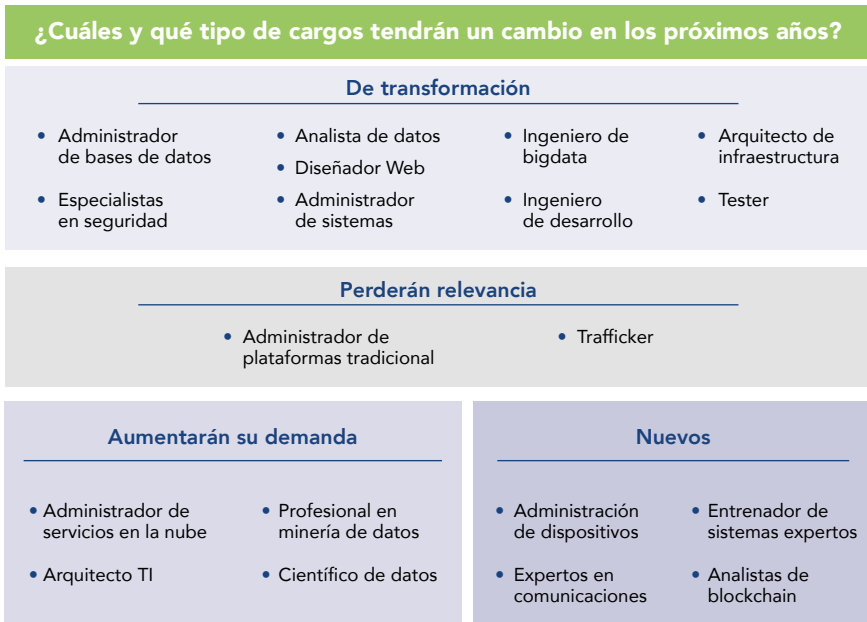 ¿Cuáles y qué tipo de cargos tendrán un cambio en los próximos años?
De transformación
• Administrador
de bases de datos
• Especialistas
en seguridad
• Analista de datos
• Diseñador Web
• Administrador
de sistemas
• Ingeniero de
bigdata
• Ingeniero
de desarrollo
• Arquitecto de
infraestructura
• Tester
Perderán relevancia
• Administrador de
plataformas tradicional
• Trafficker
Aumentarán su demanda
• Administrador de
servicios en la nube
• Arquitecto TI
• Profesional en
minería de datos
• Científico de datos
Nuevos
• Administración
de dispositivos
• Expertos en
comunicaciones
• Entrenador de
sistemas expertos
• Analistas de
blockchain